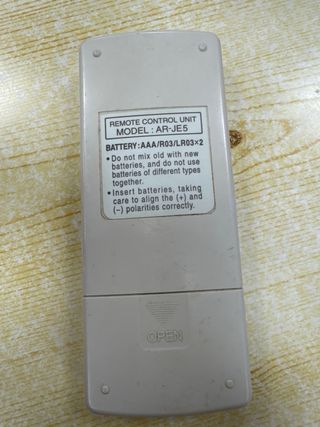 REMOTE CONTROL UNIT
MODEL : AR-JE5
BATTERY:AAA/R03/LR03×2
• Do not mix old with new
batteries, and do not use
batteries of different types
together.
• Insert batteries, taking
care to align the (+) and
(−) polarities correctly.
OPEN